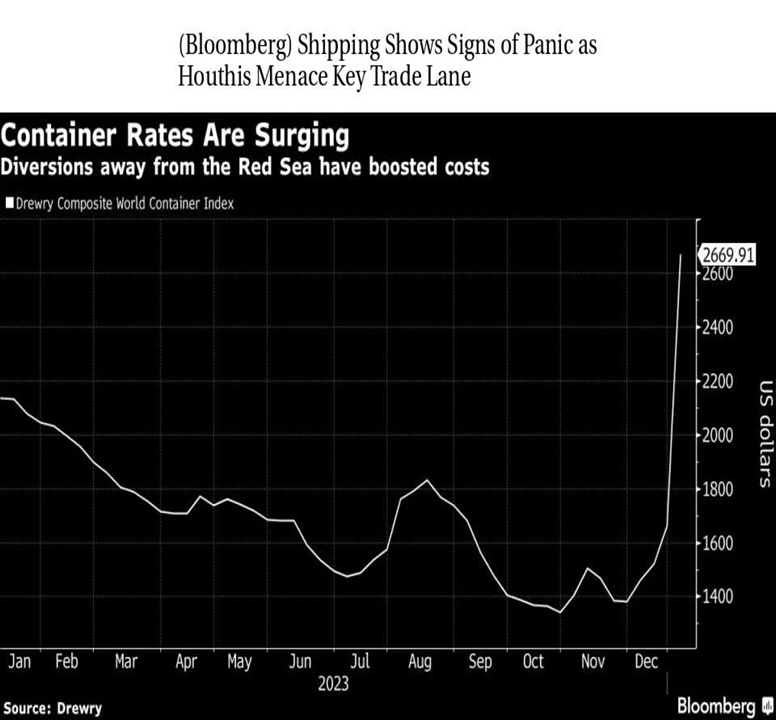 (Bloomberg) Shipping Shows Signs of Panic as
Houthis Menace Key Trade Lane
Container Rates Are Surging
Diversions away from the Red Sea have boosted costs
Drewry Composite World Container Index
2669.91
2600
2400
2200
2000
1800
1600
1400
US dollars
Jan Feb Mar Apr May Jun Jul Aug Sep Oct Nov Dec
2023
Source: Drewry
Bloomberg